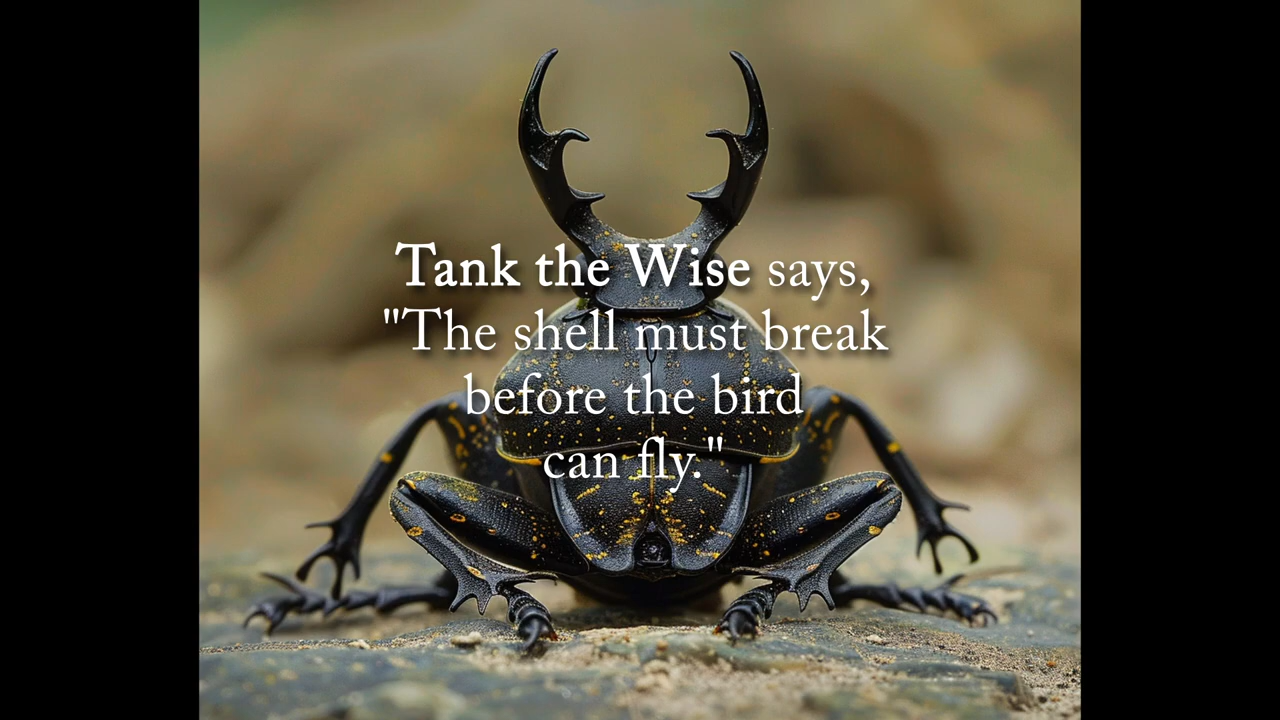 Tank the Wise says,
"The shell must break
before the bird
can fly."